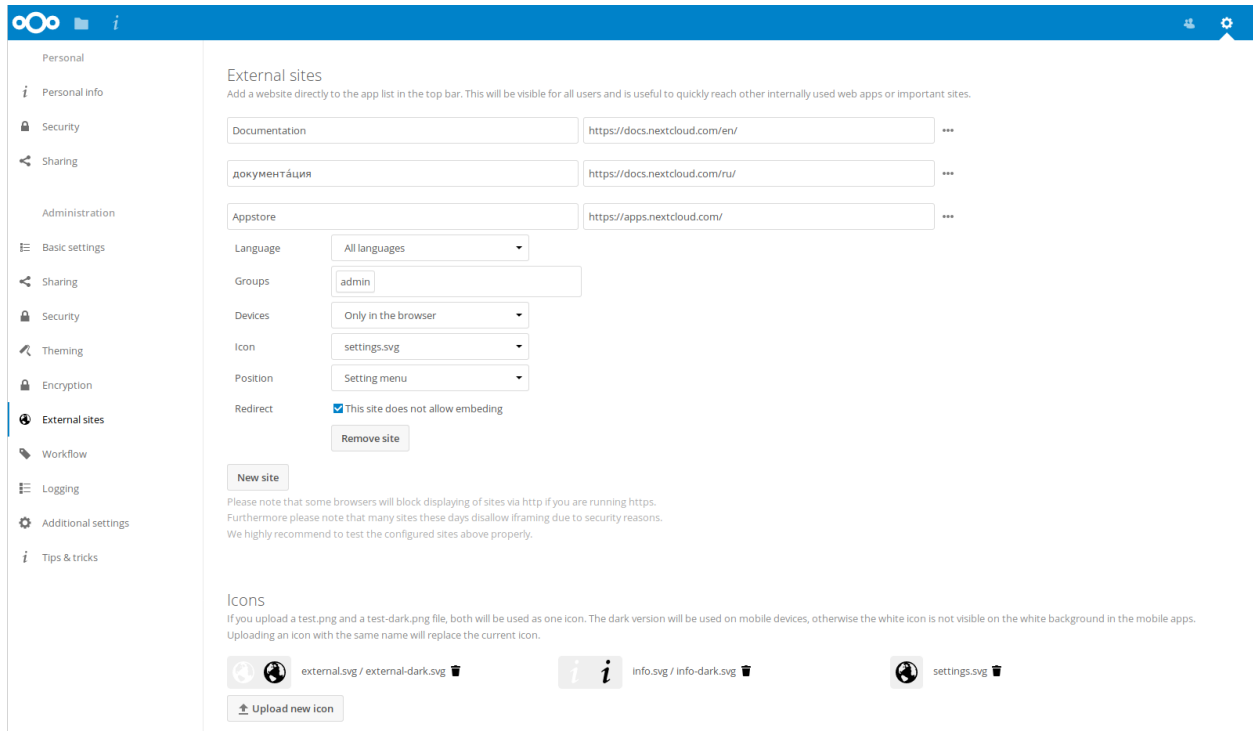 Personal
Personal info
Security
Sharing
Administration
Basic settings
Sharing
Security
Theming
Encryption
External sites
Workflow
Logging
Additional settings
Tips & tricks
External sites
Add a website directly to the app list in the top bar. This will be visible for all users and is useful to quickly reach other internally used web apps or important sites.
Documentation https://docs.nextcloud.com/en/
документа́ция https://docs.nextcloud.com/ru/
Appstore https://apps.nextcloud.com/
Language All languages
Groups admin
Devices Only in the browser
Icon settings.svg
Position Setting menu
Redirect This site does not allow embeding
Remove site
New site
Please note that some browsers will block displaying of sites via http if you are running https.
Furthermore please note that many sites these days disallow iframing due to security reasons.
We highly recommend to test the configured sites above properly.
Icons
If you upload a test.png and a test-dark.png file, both will be used as one icon. The dark version will be used on mobile devices, otherwise the white icon is not visible on the white background in the mobile apps.
Uploading an icon with the same name will replace the current icon.
external.svg / external-dark.svg info.svg / info-dark.svg settings.svg
Upload new icon